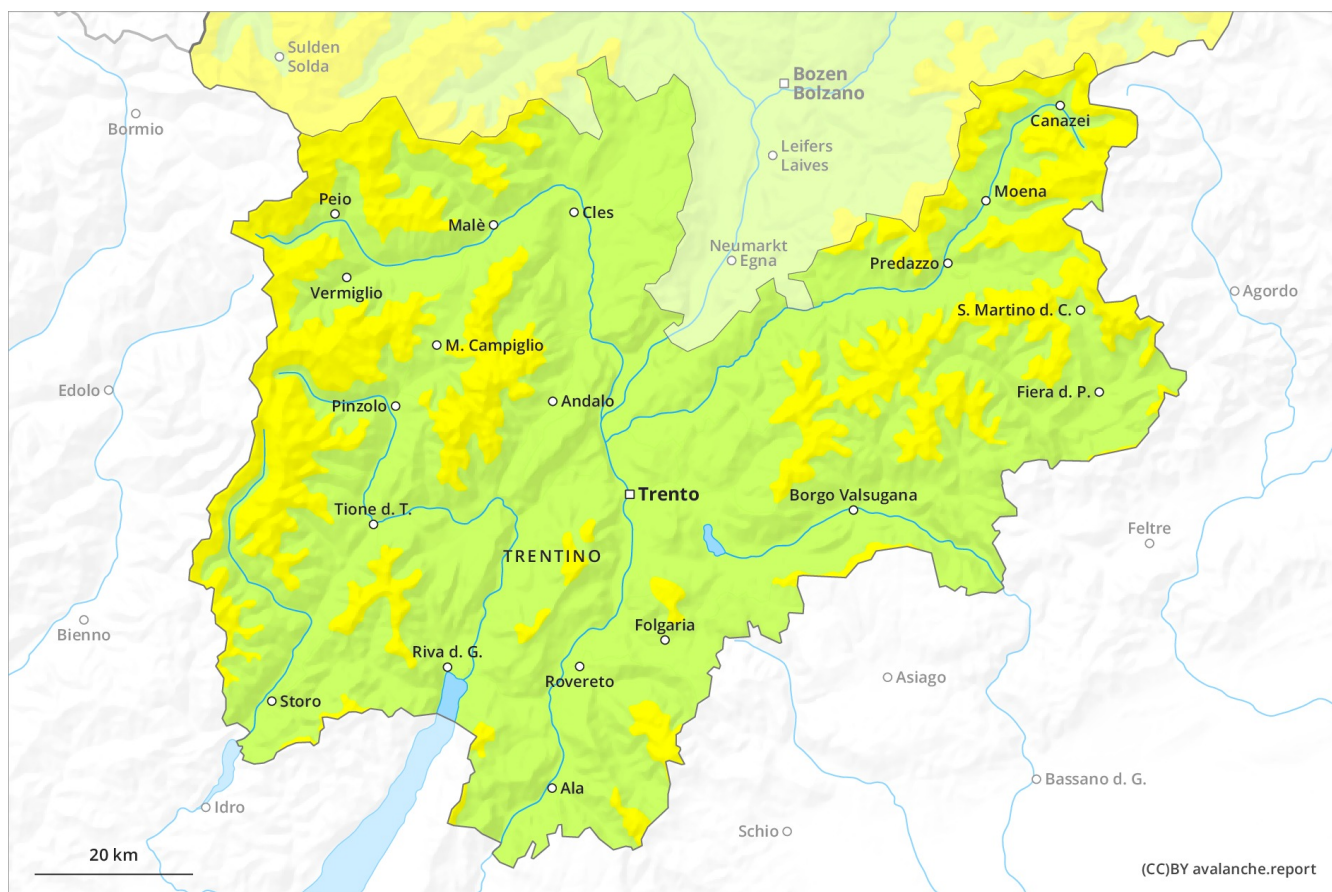 Sulden
Solda
Bozen
Bolzano
Bormio
Canazei
Leifers
Laives
Peio
Moena
Malè
Cles
Neumarkt
Egna
Predazzo
Vermiglio
Agordo
S. Martino d. C.
M. Campiglio
Edolo
Fiera d. P.
Andalo
Pinzolo
Trento
Borgo Valsugana
Tione d. T.
Feltre
TRENTINO
Folgaria
Bienno
Riva d. G.
Rovereto
Asiago
Storo
Bassano d. G.
Ala
Idro
Schio
20 km
(CC)BY avalanche.report